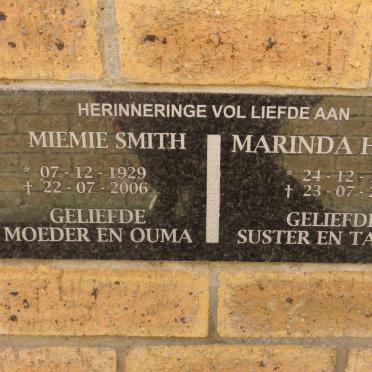 HERINNERINGE VOL LIEFDE AAN
MIEMIE SMITH
* 07 - 12 - 1929
† 22 - 07 - 2006
GELIEFDE
MOEDER EN OUMA
MARINDA
* 24 - 12 -
† 23 - 07 -
GELIEFDE
SUSTER EN